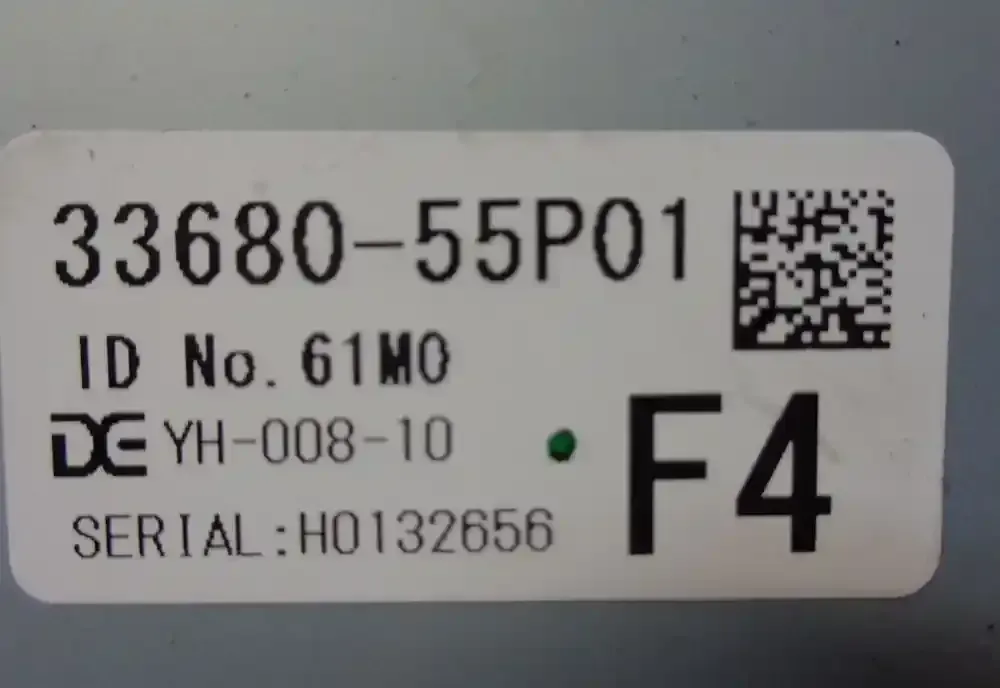 33680-55P01
ID No. 61M0
DE YH-008-10
F4
SERIAL:H0132656